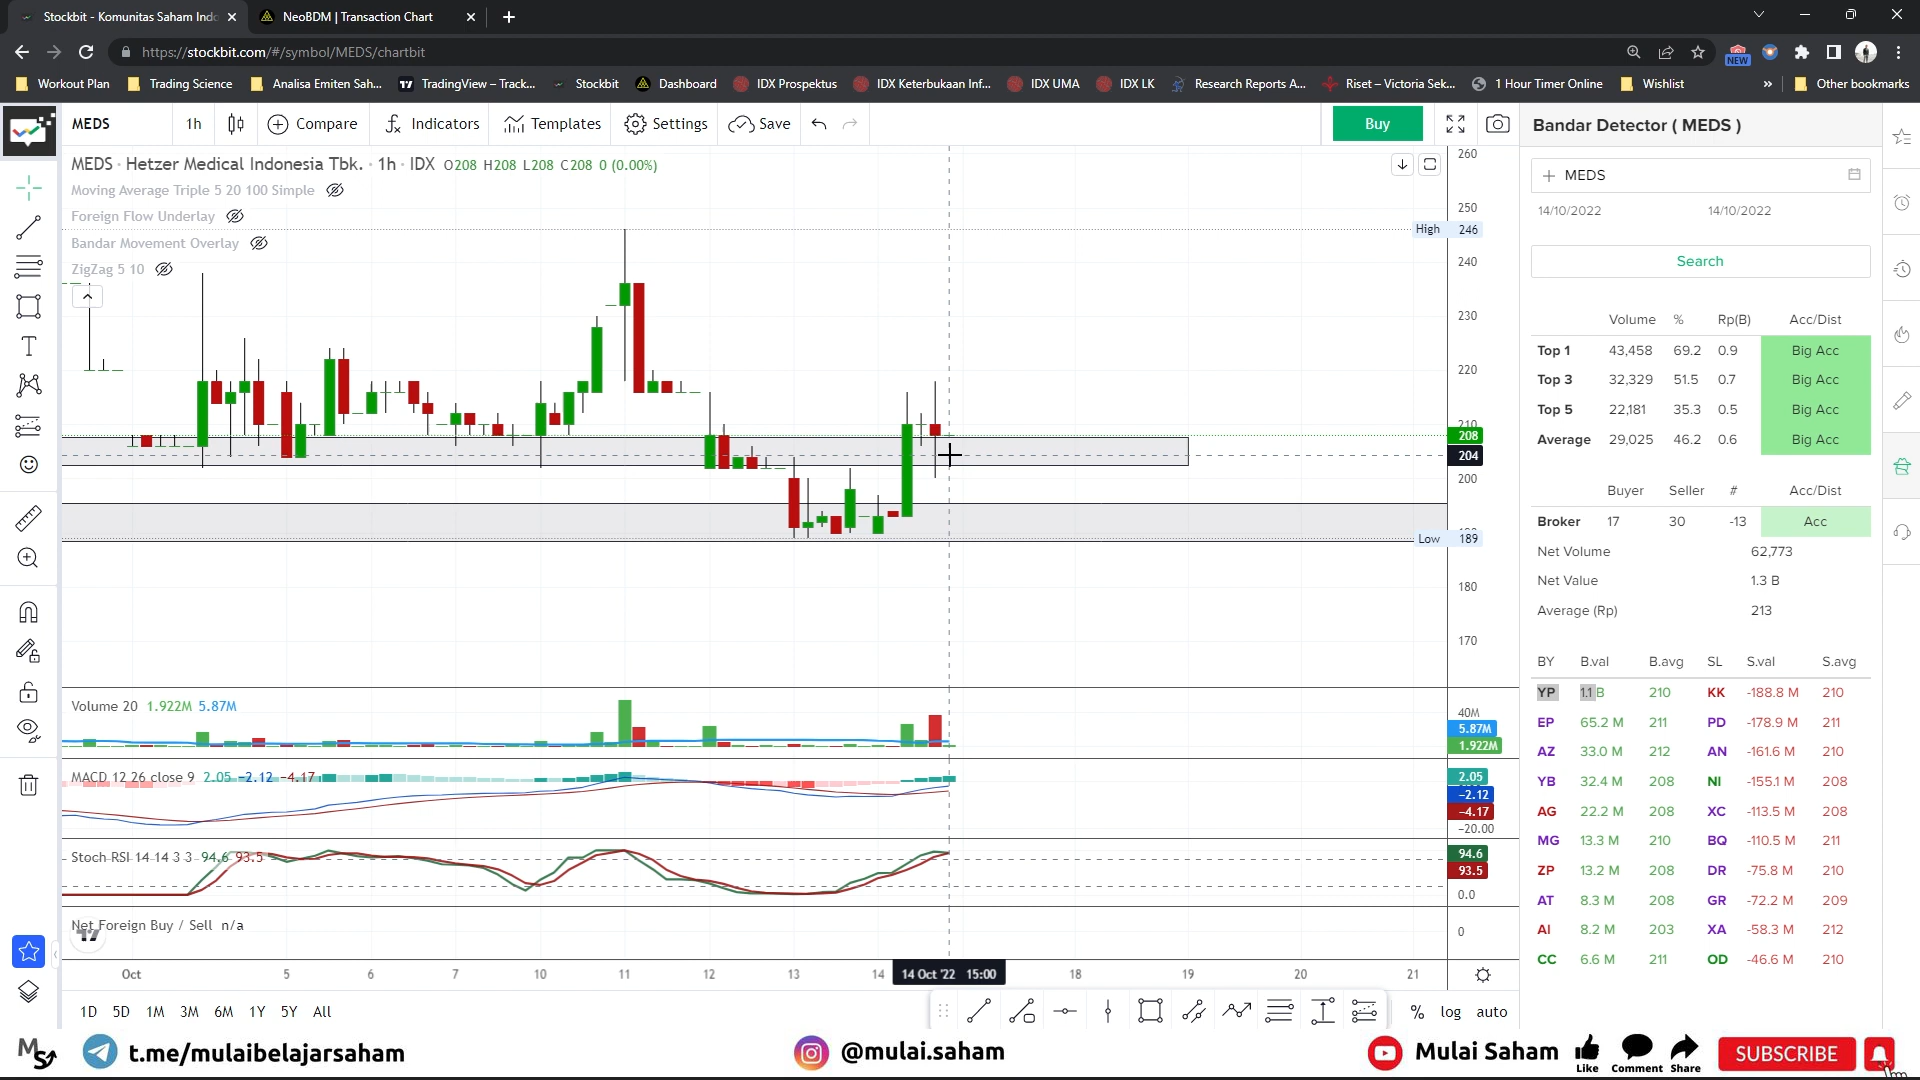 Stockbit - Komunitas Saham Indo
NeoBDM | Transaction Chart
https://stockbit.com/#/symbol/MEDS/chartbit
NEW
Workout Plan
Trading Science
Analisa Emiten Sah...
TradingView – Track...
Stockbit
Dashboard
IDX Prospektus
IDX Keterbukaan Inf...
IDX UMA
IDX LK
Research Reports A...
Riset – Victoria Sek...
1 Hour Timer Online
Wishlist
»
Other bookmarks
MEDS 1h Compare Indicators Templates Settings Save Buy
MEDS · Hetzer Medical Indonesia Tbk. · 1h · IDX O208 H208 L208 C208 0 (0.00%)
Moving Average Triple 5 20 100 Simple
Foreign Flow Underlay
Bandar Movement Overlay
ZigZag 5 10
260
250
High 246
240
230
220
210
208
204
200
190
Low 189
180
170
Volume 20 1.922M 5.87M
40M
5.87M
1.922M
MACD 12 26 close 9 2.05 -2.12 -4.17
2.05
-2.12
-4.17
-20.00
Stoch RSI 14 14 3 3 94.6 93.5
94.6
93.5
0.0
Net Foreign Buy / Sell n/a
0
Oct 5 6 7 10 11 12 13 14 14 Oct '22 15:00 18 19 20 21
1D 5D 1M 3M 6M 1Y 5Y All
% log auto
Bandar Detector ( MEDS )
MEDS
14/10/2022 14/10/2022
Search
Volume % Rp(B) Acc/Dist
Top 1 43,458 69.2 0.9 Big Acc
Top 3 32,329 51.5 0.7 Big Acc
Top 5 22,181 35.3 0.5 Big Acc
Average 29,025 46.2 0.6 Big Acc
Buyer Seller # Acc/Dist
Broker 17 30 -13 Acc
Net Volume 62,773
Net Value 1.3 B
Average (Rp) 213
BY B.val B.avg SL S.val S.avg
YP 1.1 B 210 KK -188.8 M 210
EP 65.2 M 211 PD -178.9 M 211
AZ 33.0 M 212 AN -161.6 M 210
YB 32.4 M 208 NI -155.1 M 208
AG 22.2 M 208 XC -113.5 M 208
MG 13.3 M 210 BQ -110.5 M 211
ZP 13.2 M 208 DR -75.8 M 210
AT 8.3 M 208 GR -72.2 M 209
AI 8.2 M 203 XA -58.3 M 212
CC 6.6 M 211 OD -46.6 M 210
MS t.me/mulaibelajarsaham
@mulai.saham
Mulai Saham
Like Comment Share
SUBSCRIBE